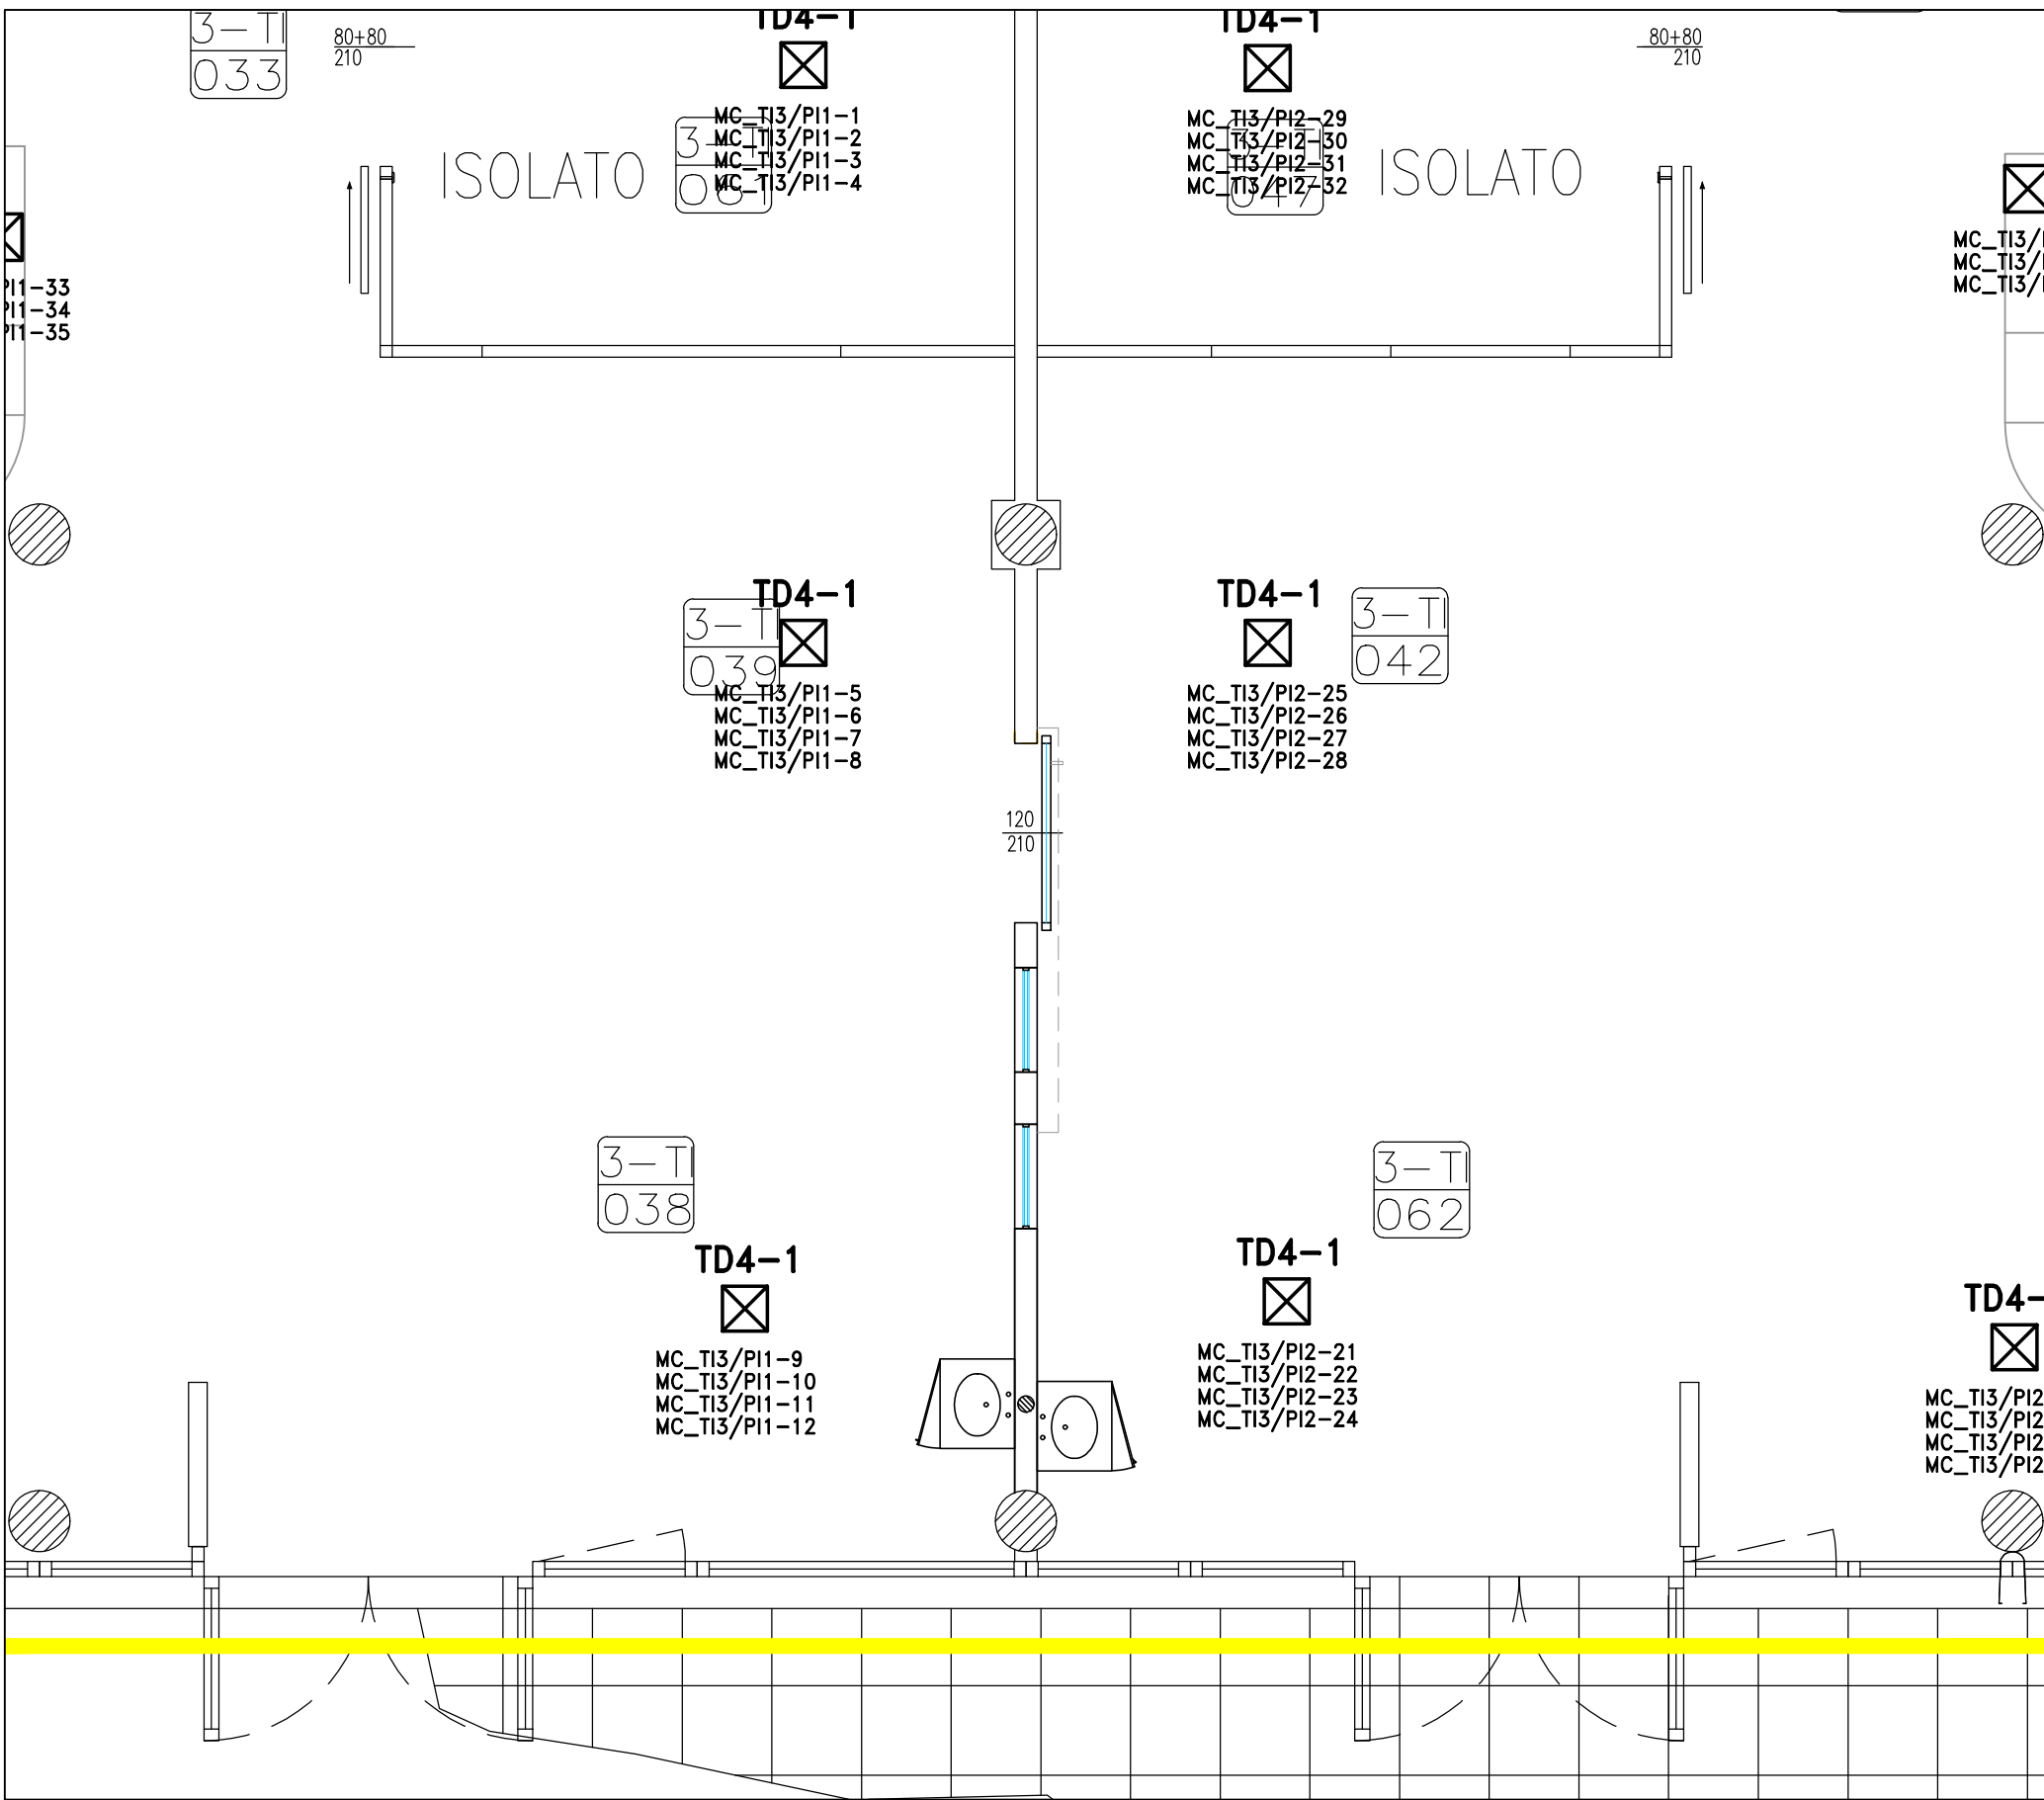 3-TI
033
80+80
210
TD4-1
MC_TI3/PI1-1
MC_TI3/PI1-2
MC_TI3/PI1-3
MC_TI3/PI1-4
3-TI
061
ISOLATO
TD4-1
MC_TI3/PI2-29
MC_TI3/PI2-30
MC_TI3/PI2-31
MC_TI3/PI2-32
3-TI
047
ISOLATO
80+80
210
PI1-33
PI1-34
PI1-35
MC_TI3/
MC_TI3/
MC_TI3/
TD4-1
3-TI
039
MC_TI3/PI1-5
MC_TI3/PI1-6
MC_TI3/PI1-7
MC_TI3/PI1-8
TD4-1
3-TI
042
MC_TI3/PI2-25
MC_TI3/PI2-26
MC_TI3/PI2-27
MC_TI3/PI2-28
120
210
3-TI
038
TD4-1
MC_TI3/PI1-9
MC_TI3/PI1-10
MC_TI3/PI1-11
MC_TI3/PI1-12
3-TI
062
TD4-1
MC_TI3/PI2-21
MC_TI3/PI2-22
MC_TI3/PI2-23
MC_TI3/PI2-24
TD4-
MC_TI3/PI2
MC_TI3/PI2
MC_TI3/PI2
MC_TI3/PI2